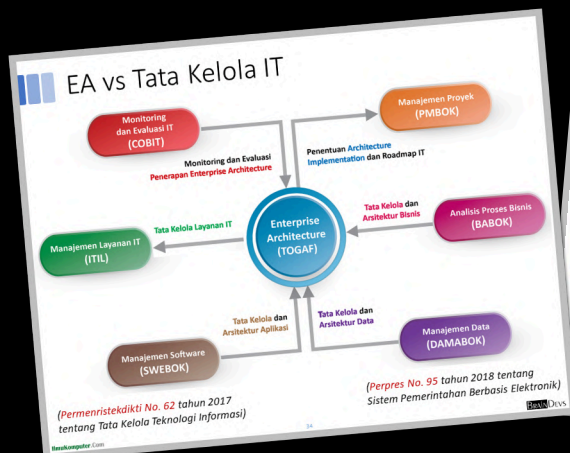 EA vs Tata Kelola IT
Monitoring
dan Evaluasi IT
(COBIT)
Manajemen Proyek
(PMBOK)
Monitoring dan Evaluasi
Penerapan Enterprise Architecture
Penentuan Architecture
Implementation dan Roadmap IT
Manajemen Layanan IT
(ITIL)
Tata Kelola Layanan IT
Enterprise
Architecture
(TOGAF)
Tata Kelola dan
Arsitektur Bisnis
Analisis Proses Bisnis
(BABOK)
Tata Kelola dan
Arsitektur Aplikasi
Tata Kelola dan
Arsitektur Data
Manajemen Software
(SWEBOK)
Manajemen Data
(DAMABOK)
(Permenristekdikti No. 62 tahun 2017
tentang Tata Kelola Teknologi Informasi)
(Perpres No. 95 tahun 2018 tentang
Sistem Pemerintahan Berbasis Elektronik)
IlmuKomputer.Com
34
BRAINDEVS